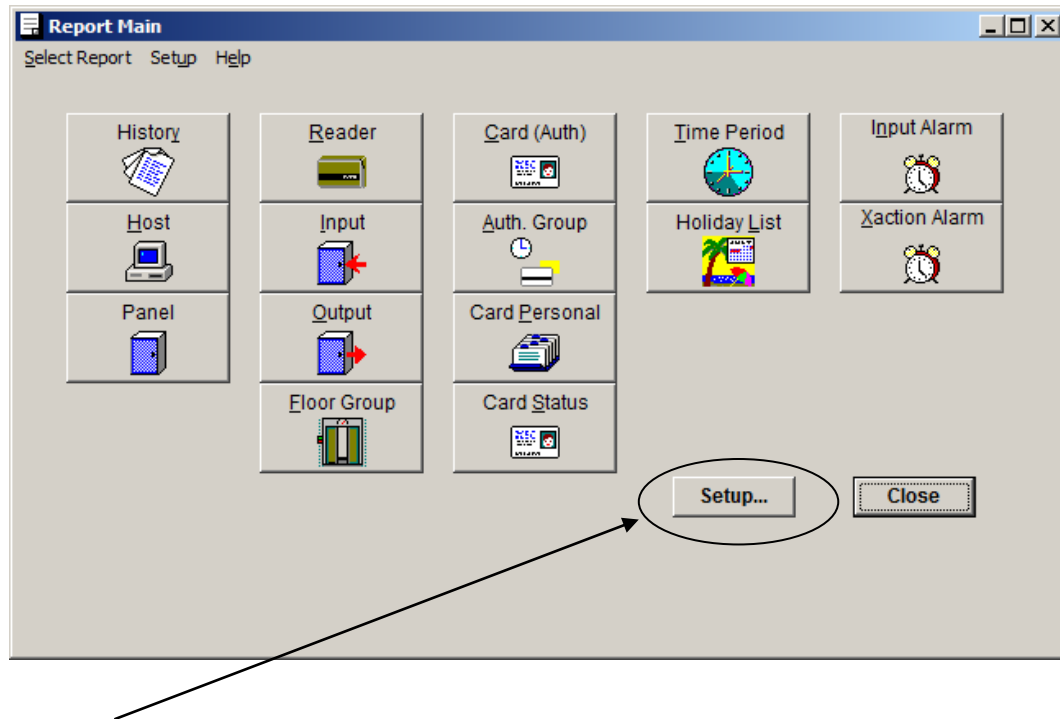 Report Main
Select Report Setup Help
History Reader Card (Auth) Time Period Input Alarm
Host Input Auth. Group Holiday List Xaction Alarm
Panel Output Card Personal
Floor Group Card Status
Setup... Close